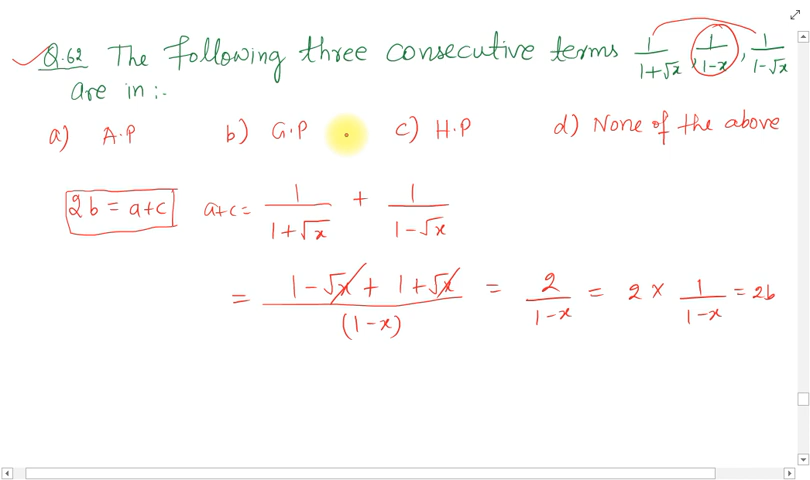 Q.62 The following three consecutive terms 1/(1+√x), 1/(1-x), 1/(1-√x)
are in :-
a) A.P b) G.P c) H.P d) None of the above
2b = a+c a+c = 1/(1+√x) + 1/(1-√x)
= (1-√x + 1+√x)/(1-x) = 2/(1-x) = 2 × 1/(1-x) = 2b